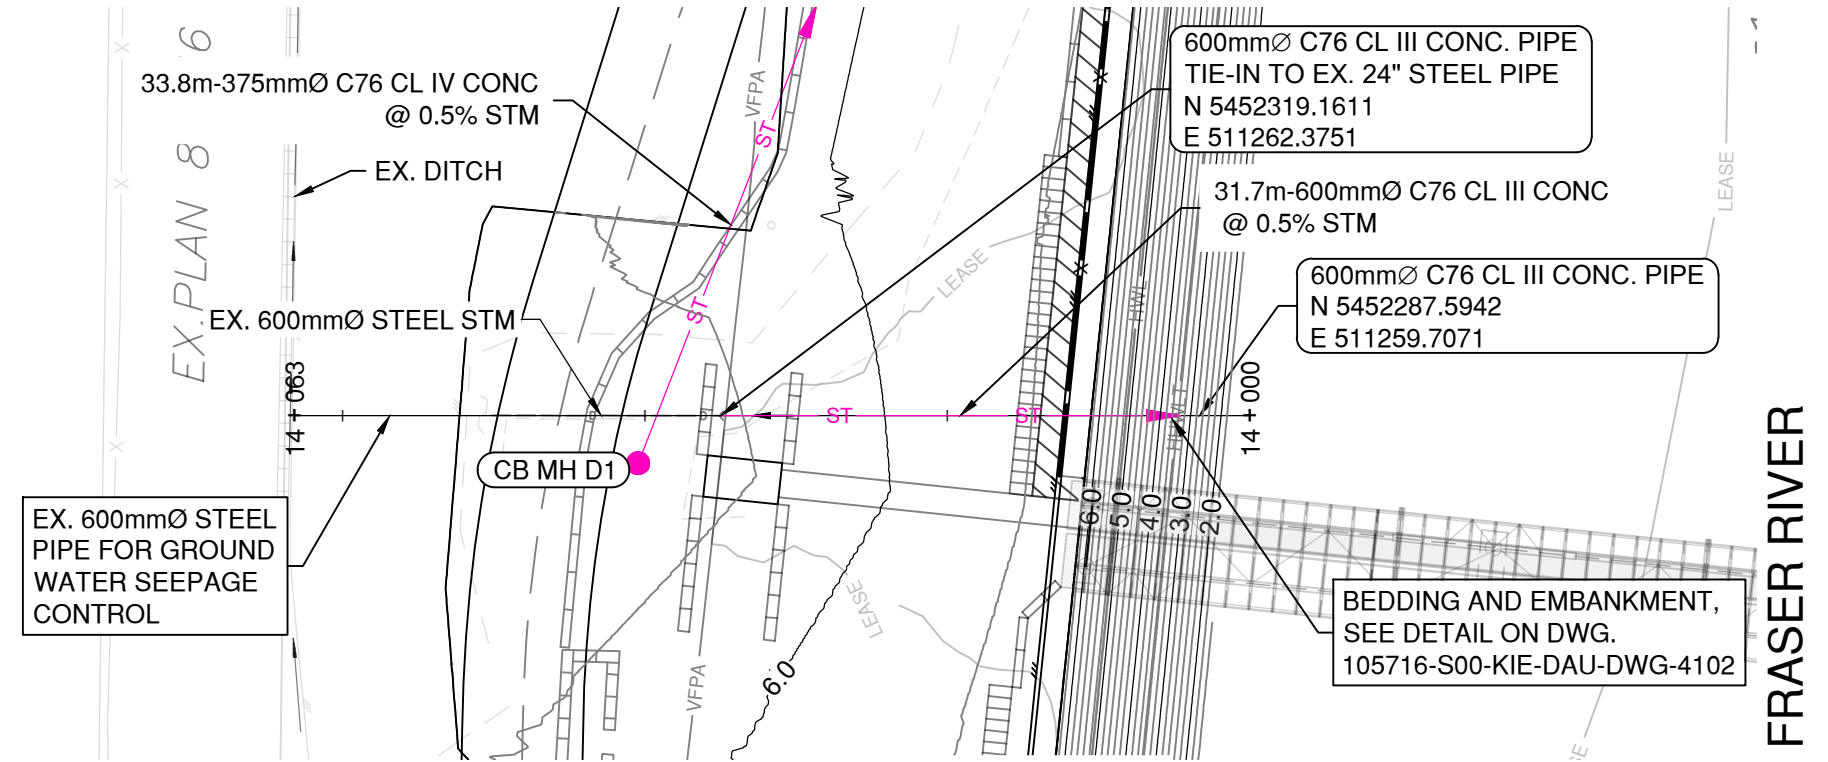 33.8m-375mmØ C76 CL IV CONC
@ 0.5% STM
EX. DITCH
EX.PLAN 8 6
EX. 600mmØ STEEL STM
14+063
CB MH D1
EX. 600mmØ STEEL
PIPE FOR GROUND
WATER SEEPAGE
CONTROL
VFPA
ST
ST
ST
ST
VFPA
LEASE
LEASE
6.0
600mmØ C76 CL III CONC. PIPE
TIE-IN TO EX. 24" STEEL PIPE
N 5452319.1611
E 511262.3751
31.7m-600mmØ C76 CL III CONC
@ 0.5% STM
600mmØ C76 CL III CONC. PIPE
N 5452287.5942
E 511259.7071
HWL
14+000
6.0
5.0
4.0
3.0
2.0
LEASE
BEDDING AND EMBANKMENT,
SEE DETAIL ON DWG.
105716-S00-KIE-DAU-DWG-4102
FRASER RIVER